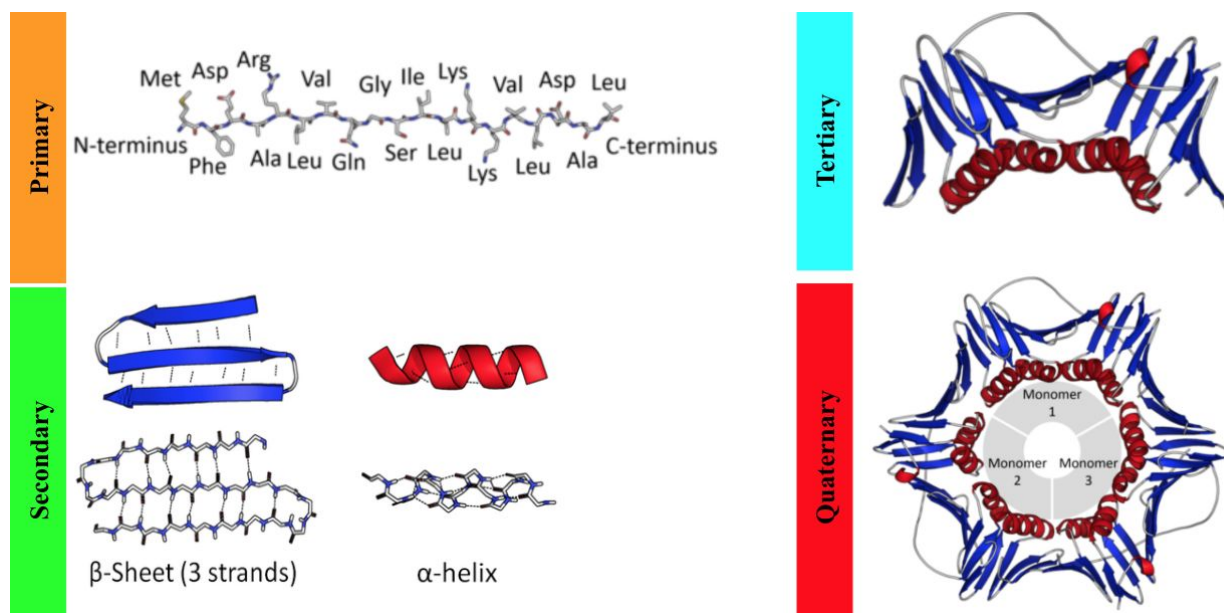 Primary
Met Asp Arg Val Gly Ile Lys Val Asp Leu
N-terminus Phe Ala Leu Gln Ser Leu Lys Leu Ala C-terminus
Secondary
β-Sheet (3 strands) α-helix
Tertiary
Quaternary
Monomer
1
Monomer
2
Monomer
3